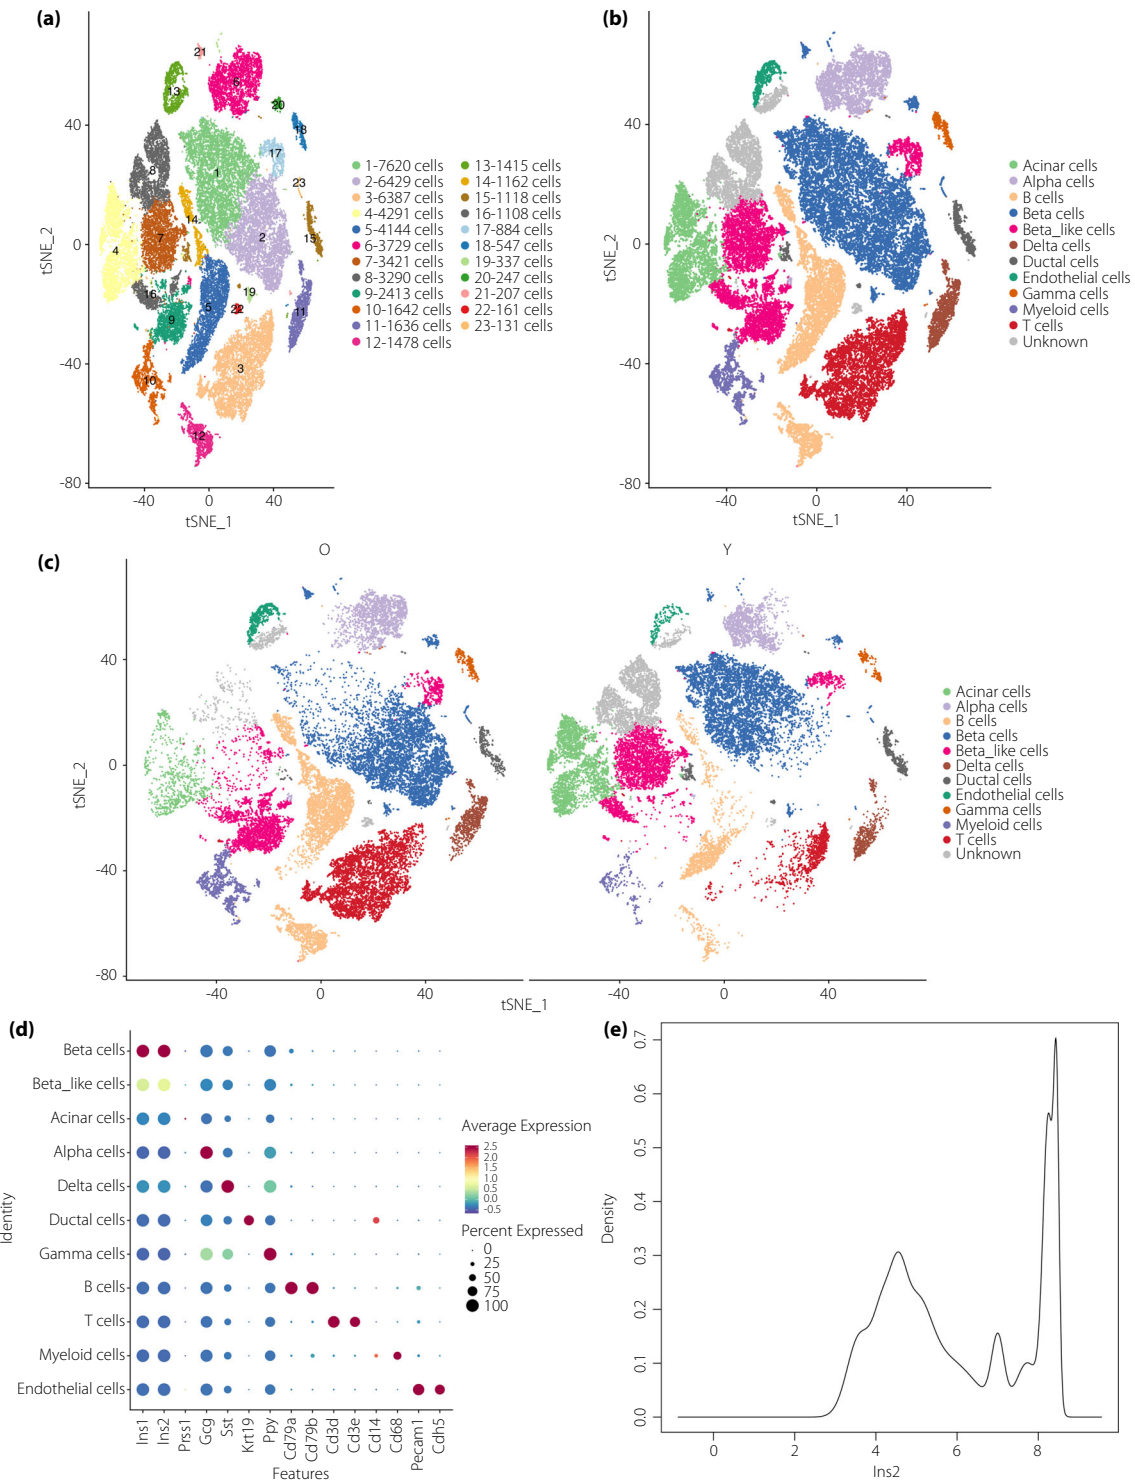 (a)
80
40
0
-40
-80
tSNE_2
-40 0 40
tSNE_1
21
6
13
20
18
8
17
1
23
14
4
7
2
15
16
19
5
22
11
9
3
10
12
1-7620 cells
2-6429 cells
3-6387 cells
4-4291 cells
5-4144 cells
6-3729 cells
7-3421 cells
8-3290 cells
9-2413 cells
10-1642 cells
11-1636 cells
12-1478 cells
13-1415 cells
14-1162 cells
15-1118 cells
16-1108 cells
17-884 cells
18-547 cells
19-337 cells
20-247 cells
21-207 cells
22-161 cells
23-131 cells
(b)
40
0
-40
-80
tSNE_2
-40 0 40
tSNE_1
Acinar cells
Alpha cells
B cells
Beta cells
Beta_like cells
Delta cells
Ductal cells
Endothelial cells
Gamma cells
Myeloid cells
T cells
Unknown
(c)
O Y
40
0
-40
-80
tSNE_2
-40 0 40 -40 0 40
tSNE_1
Acinar cells
Alpha cells
B cells
Beta cells
Beta_like cells
Delta cells
Ductal cells
Endothelial cells
Gamma cells
Myeloid cells
T cells
Unknown
(d)
Identity
Beta cells
Beta_like cells
Acinar cells
Alpha cells
Delta cells
Ductal cells
Gamma cells
B cells
T cells
Myeloid cells
Endothelial cells
Ins1
Ins2
Prss1
Gcg
Sst
Krt19
Ppy
Cd79a
Cd79b
Cd3d
Cd3e
Cd14
Cd68
Pecam1
Cdh5
Features
Average Expression
2.5
2.0
1.5
1.0
0.5
0.0
-0.5
Percent Expressed
0
25
50
75
100
(e)
Density
0.7
0.6
0.5
0.4
0.3
0.2
0.1
0.0
0 2 4 6 8
Ins2